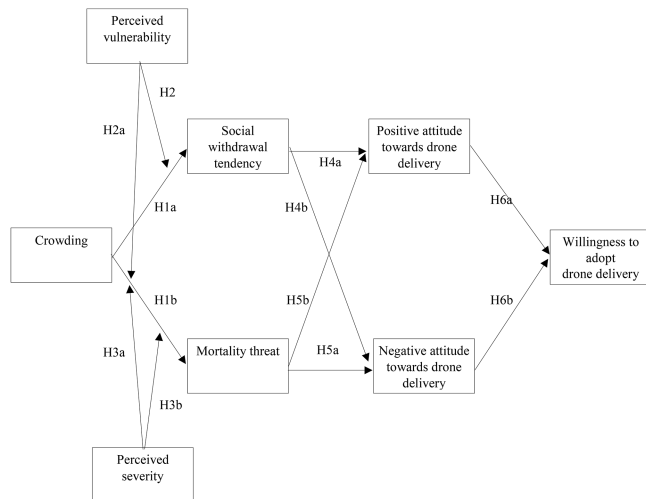 Perceived
vulnerability
H2
H2a
Social
withdrawal
tendency
Positive attitude
towards drone
delivery
H4a
H1a
H4b
H6a
Crowding
Willingness to
adopt
drone delivery
H1b
H5b
H6b
H3a
Mortality threat
H5a
Negative attitude
towards drone
delivery
H3b
Perceived
severity